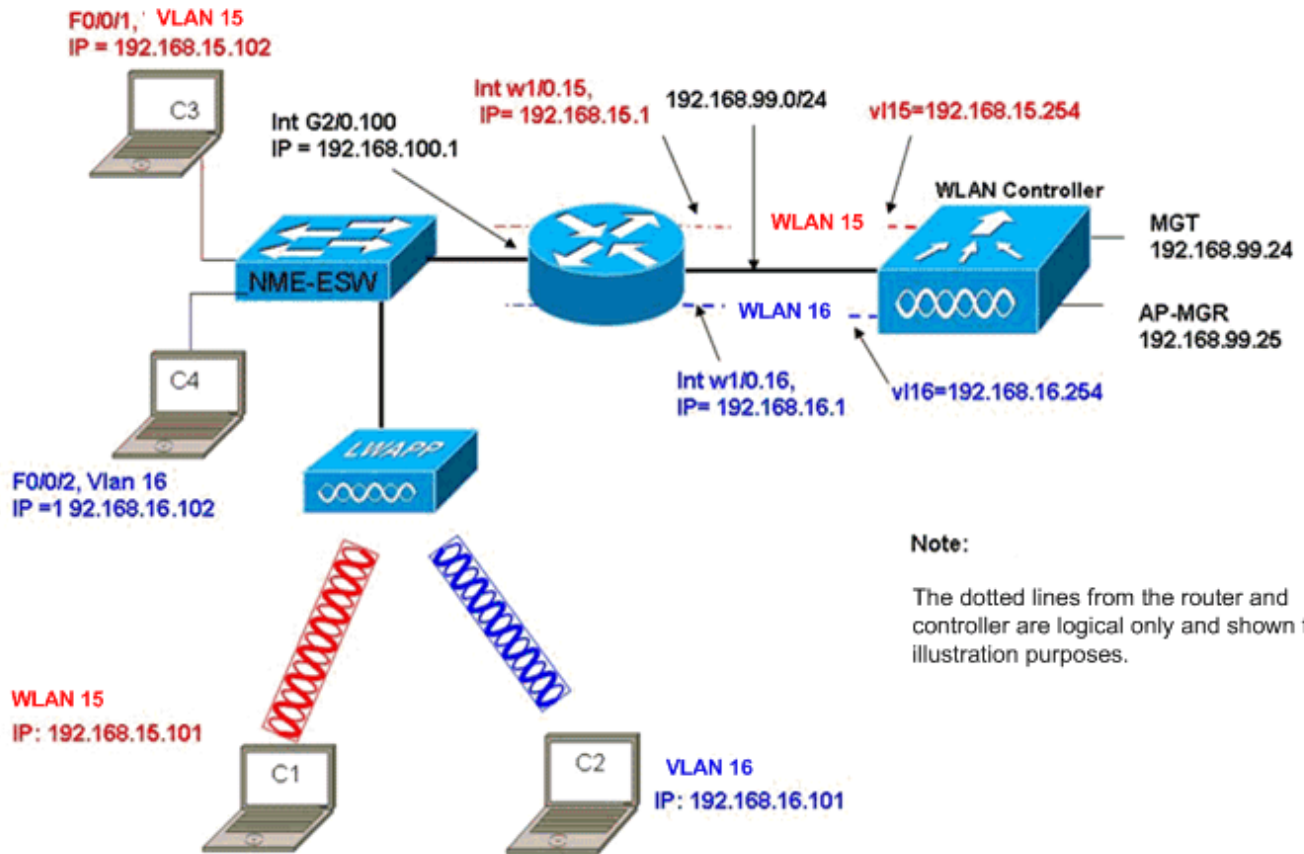 F0/0/1, VLAN 15
IP = 192.168.15.102
C3
Int G2/0.100
IP = 192.168.100.1
Int w1/0.15,
IP= 192.168.15.1
192.168.99.0/24
vl15=192.168.15.254
WLAN Controller
WLAN 15
MGT
192.168.99.24
NME-ESW
WLAN 16
AP-MGR
192.168.99.25
C4
Int w1/0.16,
IP= 192.168.16.1
vl16=192.168.16.254
LWAPP
F0/0/2, Vlan 16
IP =1 92.168.16.102
Note:
The dotted lines from the router and
controller are logical only and shown
illustration purposes.
WLAN 15
IP: 192.168.15.101
C1
C2
VLAN 16
IP: 192.168.16.101